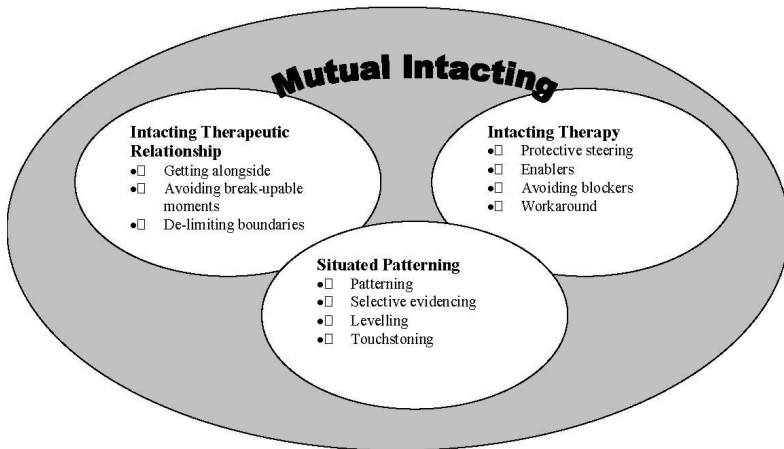 Mutual Intacting
Intacting Therapeutic
Relationship
•□ Getting alongside
•□ Avoiding break-upable
moments
•□ De-limiting boundaries
Intacting Therapy
•□ Protective steering
•□ Enablers
•□ Avoiding blockers
•□ Workaround
Situated Patterning
•□ Patterning
•□ Selective evidencing
•□ Levelling
•□ Touchstoning